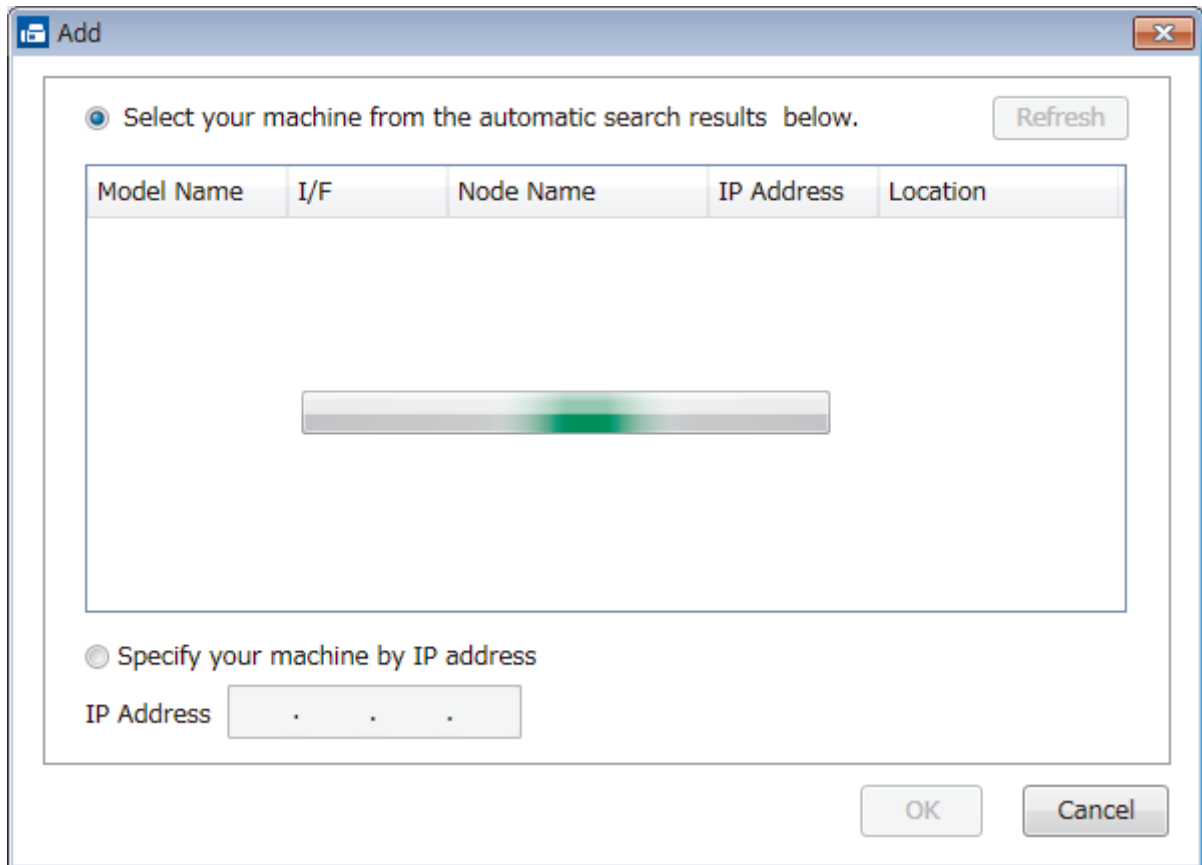 Add
Select your machine from the automatic search results  below.
Refresh
Model Name I/F Node Name IP Address Location
Specify your machine by IP address
IP Address . . .
OK Cancel